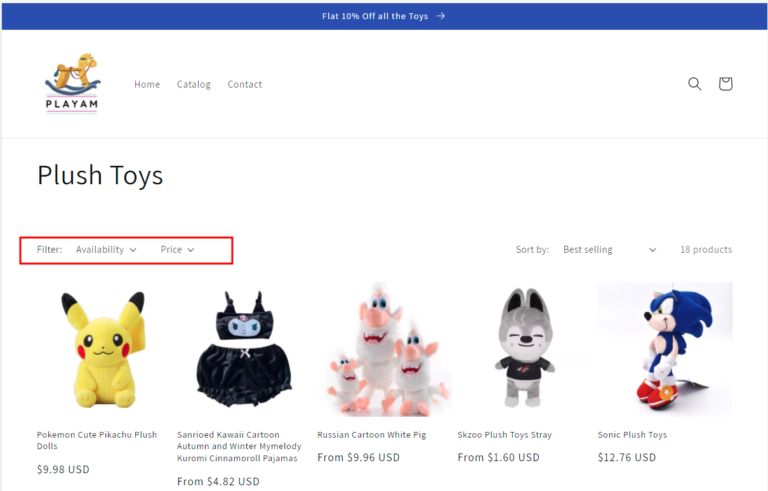 Flat 10% Off all the Toys
PLAYAM
Home Catalog Contact
Plush Toys
Filter: Availability Price
Sort by: Best selling 18 products
Pokemon Cute Pikachu Plush
Dolls
$9.98 USD
Sanrioed Kawaii Cartoon
Autumn and Winter Mymelody
Kuromi Cinnamoroll Pajamas
From $4.82 USD
Russian Cartoon White Pig
From $9.96 USD
Skzoo Plush Toys Stray
From $1.60 USD
Sonic Plush Toys
$12.76 USD